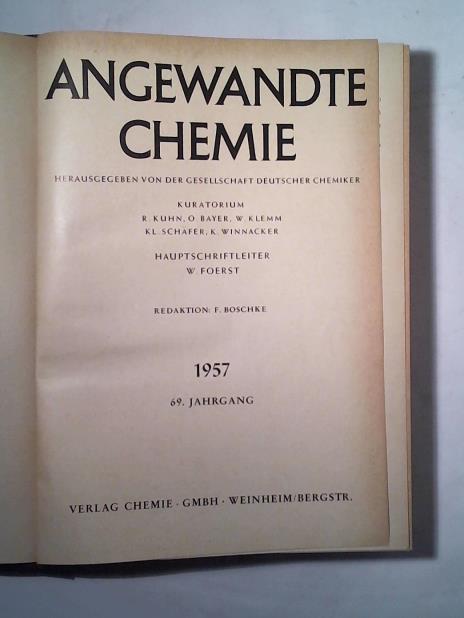 ANGEWANDTE
CHEMIE
HERAUSGEGEBEN VON DER GESELLSCHAFT DEUTSCHER CHEMIKER
KURATORIUM
R. KUHN, O. BAYER, W. KLEMM
KL. SCHÄFER, K. WINNACKER
HAUPTSCHRIFTLEITER
W. FOERST
REDAKTION: F. BOSCHKE
1957
69. JAHRGANG
VERLAG CHEMIE · GMBH · WEINHEIM/BERGSTR.